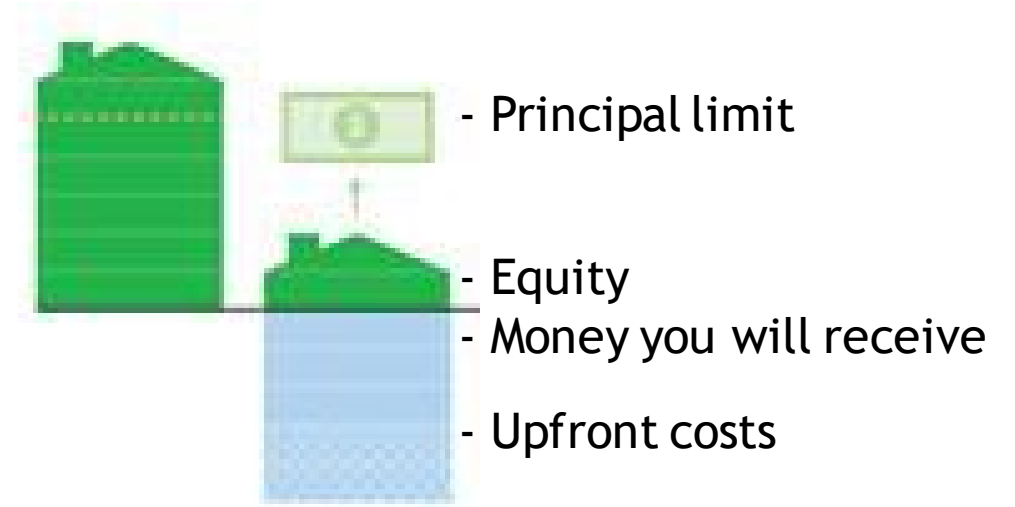 - Principal limit
- Equity
- Money you will receive
- Upfront costs